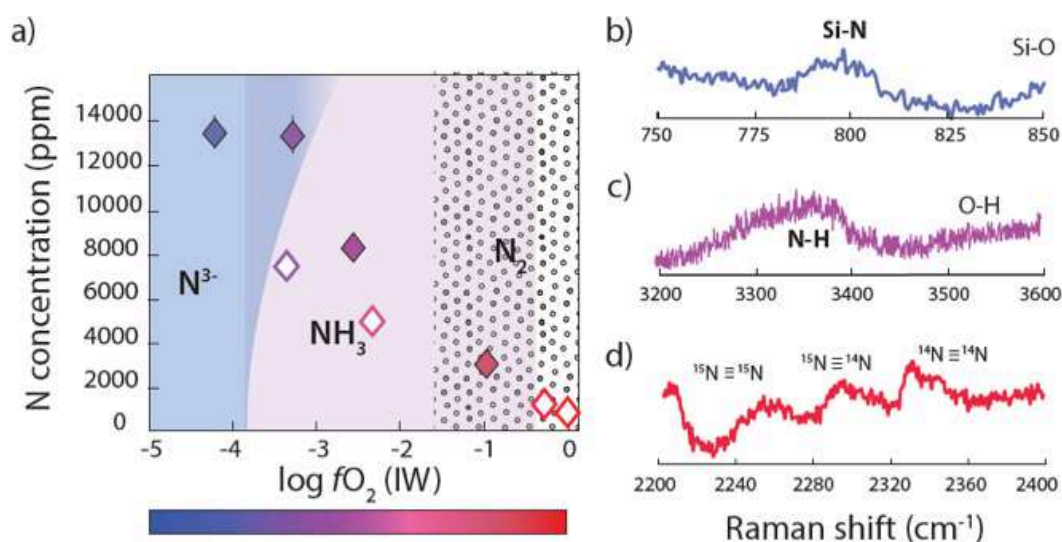 a)
N concentration (ppm)
14000
12000
10000
8000
6000
4000
2000
0
N³⁻
NH₃
N₂
-5 -4 -3 -2 -1 0
log fO₂ (IW)
b)
Si-N
Si-O
750 775 800 825 850
c)
N-H
O-H
3200 3300 3400 3500 3600
d)
¹⁵N≡¹⁵N
¹⁵N≡¹⁴N
¹⁴N≡¹⁴N
2200 2240 2280 2320 2360 2400
Raman shift (cm⁻¹)